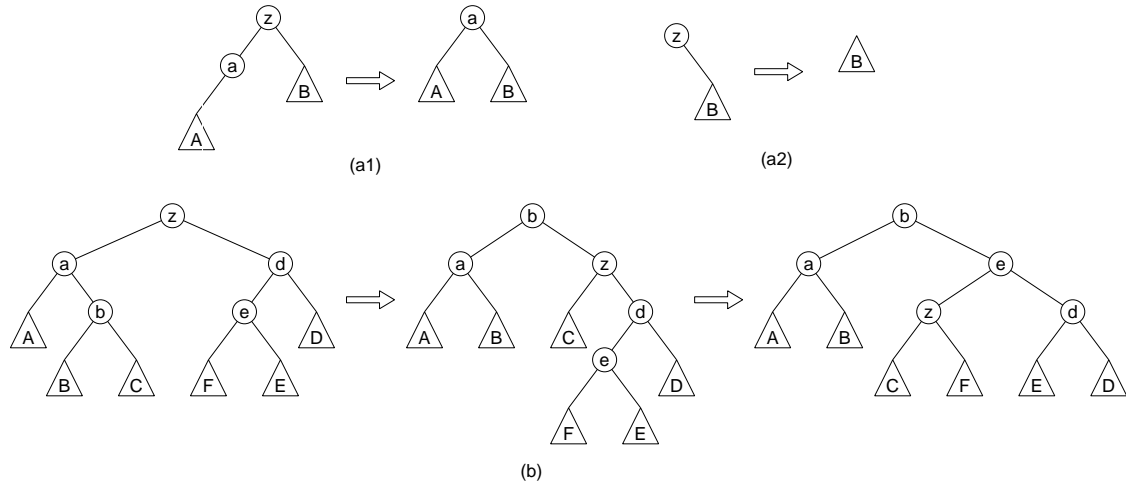 z a z
a
B A B B B
A
(a1) (a2)
z b b
a d a z a e
A b e D A B C d A B z d
B C F E e D C F E D
F E
(b)